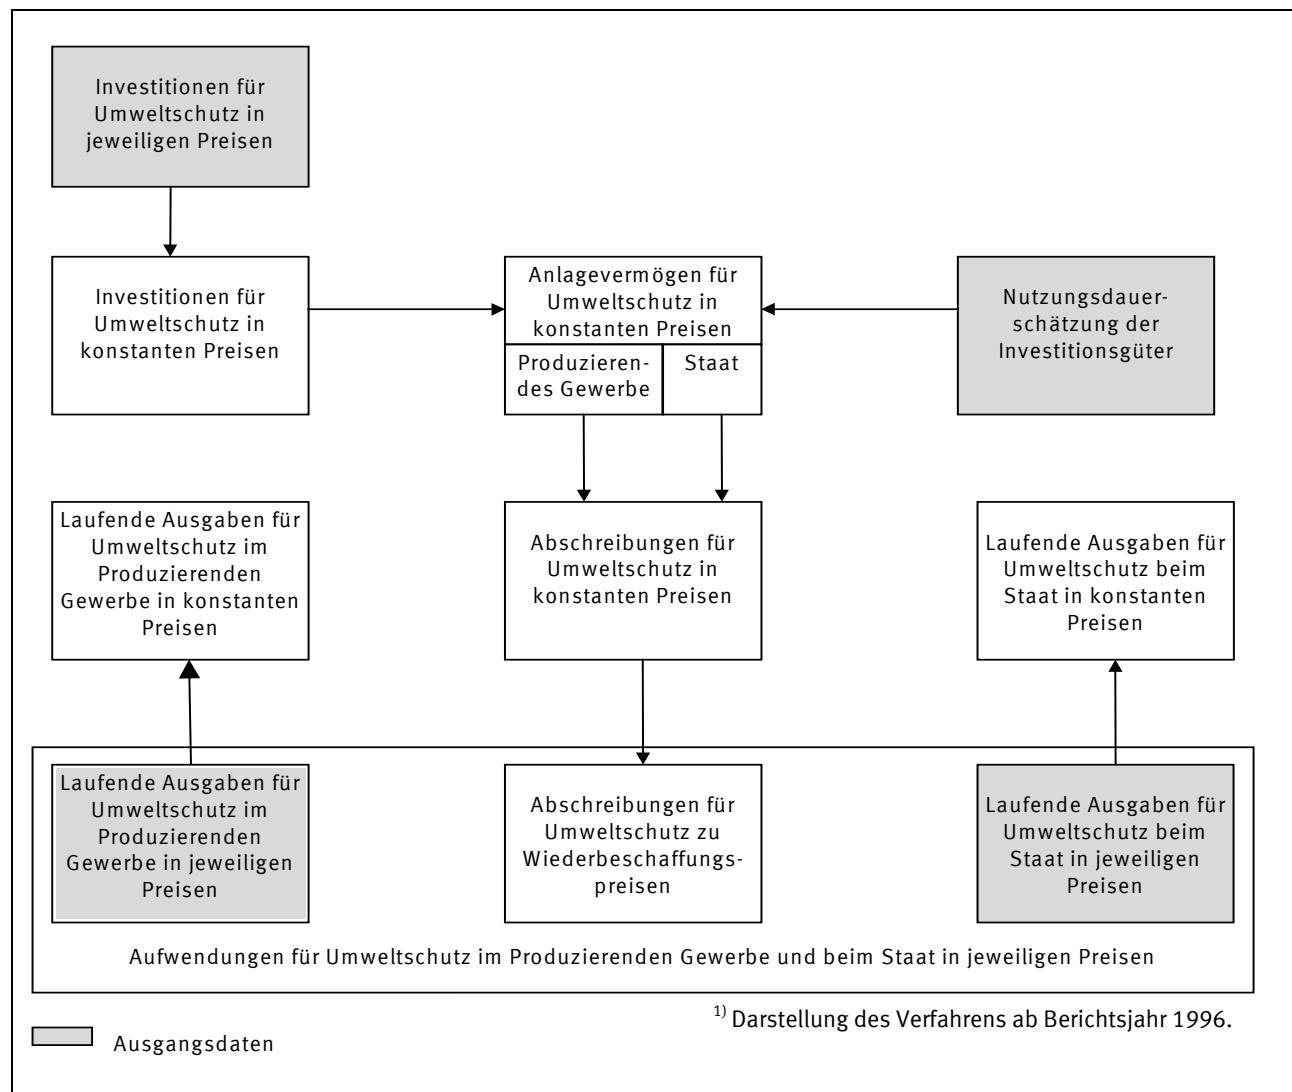 Investitionen für
Umweltschutz in
jeweiligen Preisen
Investitionen für
Umweltschutz in
konstanten Preisen
Anlagevermögen für
Umweltschutz in
konstanten Preisen
Produzieren-
des Gewerbe
Staat
Nutzungsdauer-
schätzung der
Investitionsgüter
Laufende Ausgaben für
Umweltschutz im
Produzierenden
Gewerbe in konstanten
Preisen
Abschreibungen für
Umweltschutz in
konstanten Preisen
Laufende Ausgaben für
Umweltschutz beim
Staat in konstanten
Preisen
Laufende Ausgaben für
Umweltschutz im
Produzierenden
Gewerbe in jeweiligen
Preisen
Abschreibungen für
Umweltschutz zu
Wiederbeschaffungs-
preisen
Laufende Ausgaben für
Umweltschutz beim
Staat in jeweiligen
Preisen
Aufwendungen für Umweltschutz im Produzierenden Gewerbe und beim Staat in jeweiligen Preisen
1) Darstellung des Verfahrens ab Berichtsjahr 1996.
Ausgangsdaten